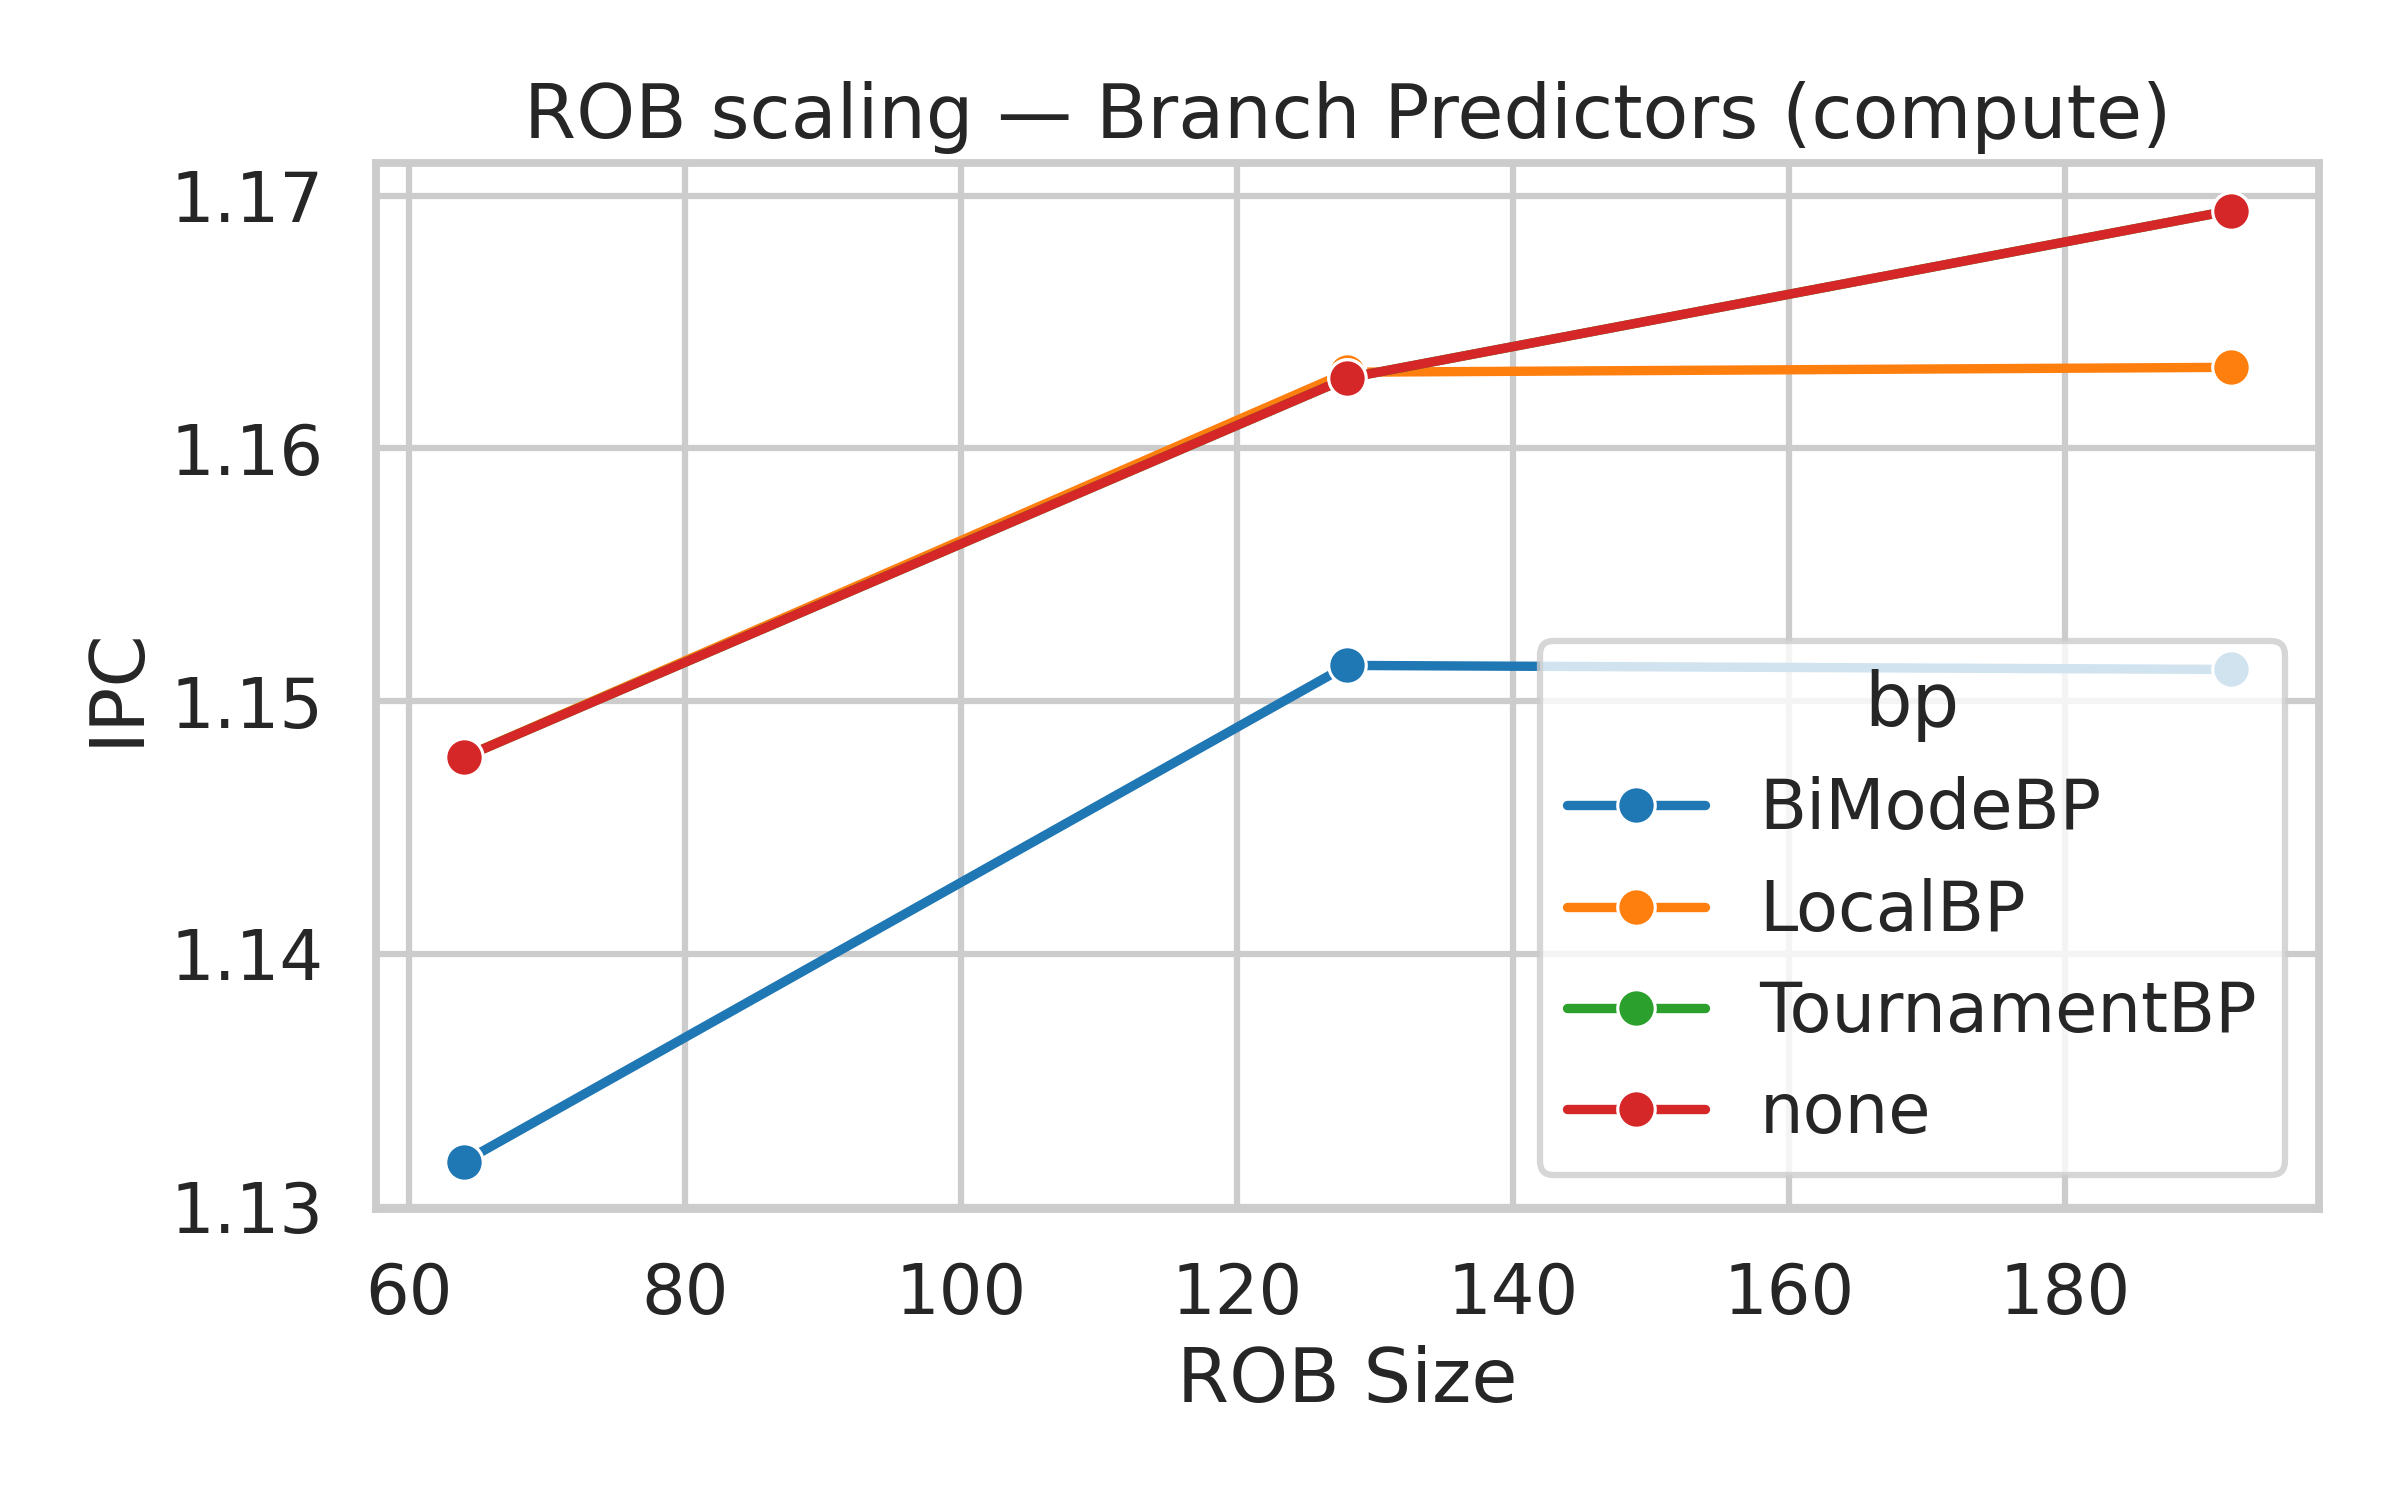 ROB scaling — Branch Predictors (compute)
1.17
1.16
1.15
1.14
1.13
IPC
bp
BiModeBP
LocalBP
TournamentBP
none
60 80 100 120 140 160 180
ROB Size